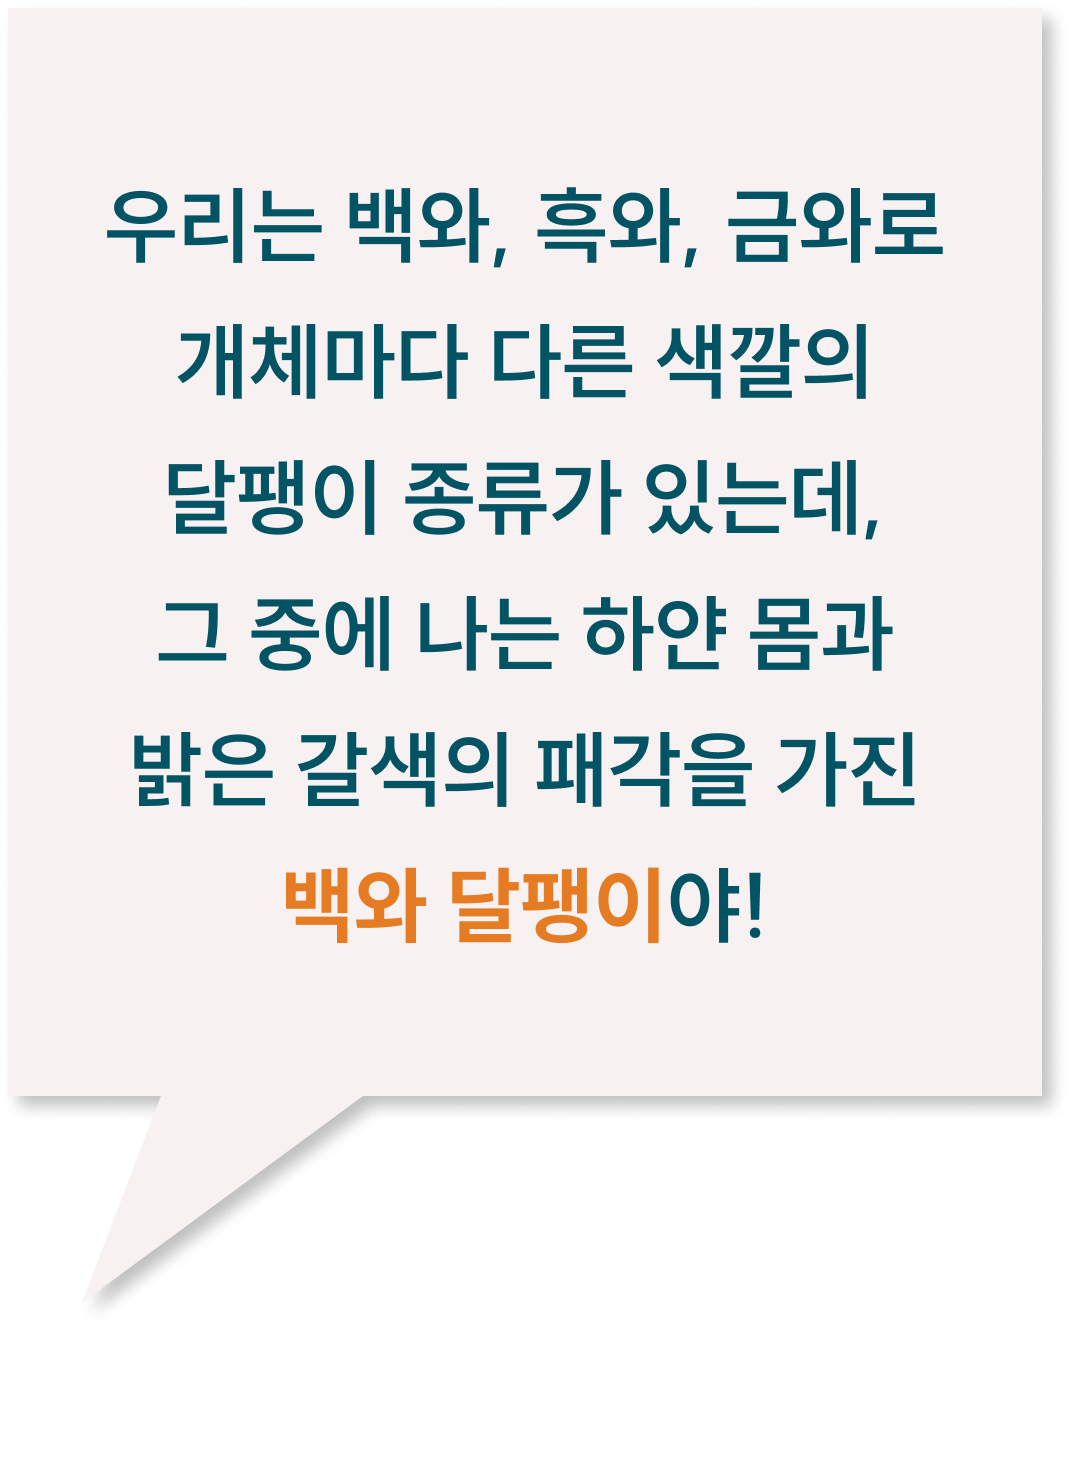 우리는 백와, 흑와, 금와로
개체마다 다른 색깔의
달팽이 종류가 있는데,
그 중에 나는 하얀 몸과
밝은 갈색의 패각을 가진
백와 달팽이야!